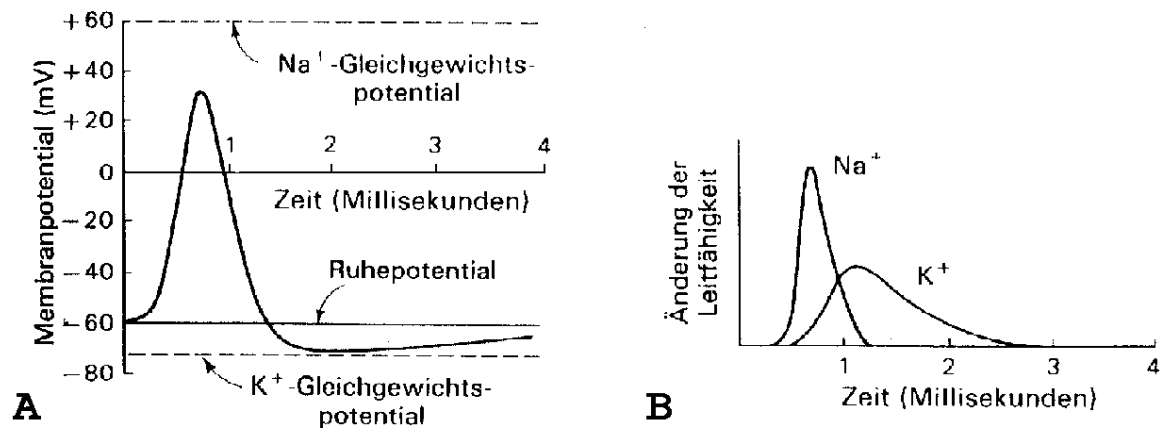 +60
+40
+20
0
−20
−40
−60
−80
Membranpotential (mV)
Na⁺-Gleichgewichts-
potential
1 2 3 4
Zeit (Millisekunden)
Ruhepotential
K⁺-Gleichgewichts-
potential
A
Änderung der
Leitfähigkeit
Na⁺
K⁺
1 2 3 4
Zeit (Millisekunden)
B